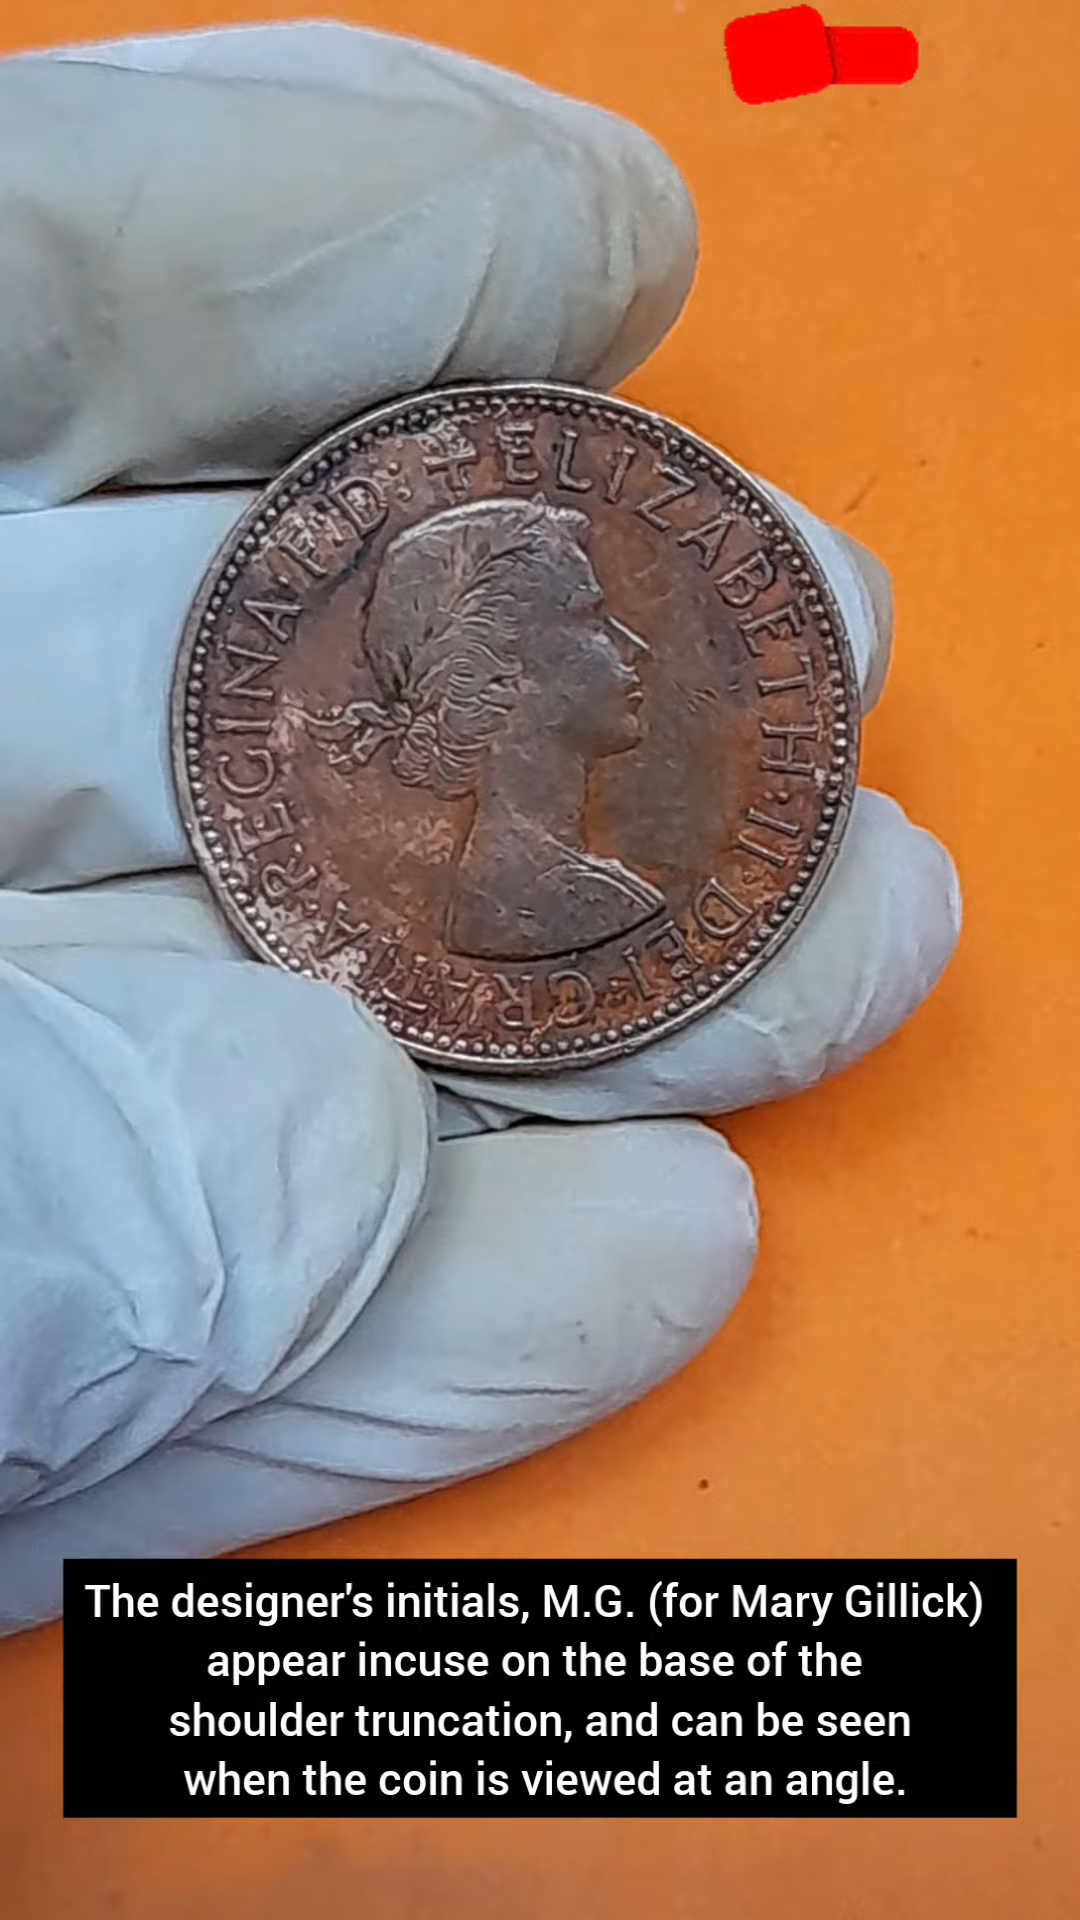 +ELIZABETH·II·DEI·GRATIA·REGINA·F:D:
The designer's initials, M.G. (for Mary Gillick)
appear incuse on the base of the
shoulder truncation, and can be seen
when the coin is viewed at an angle.